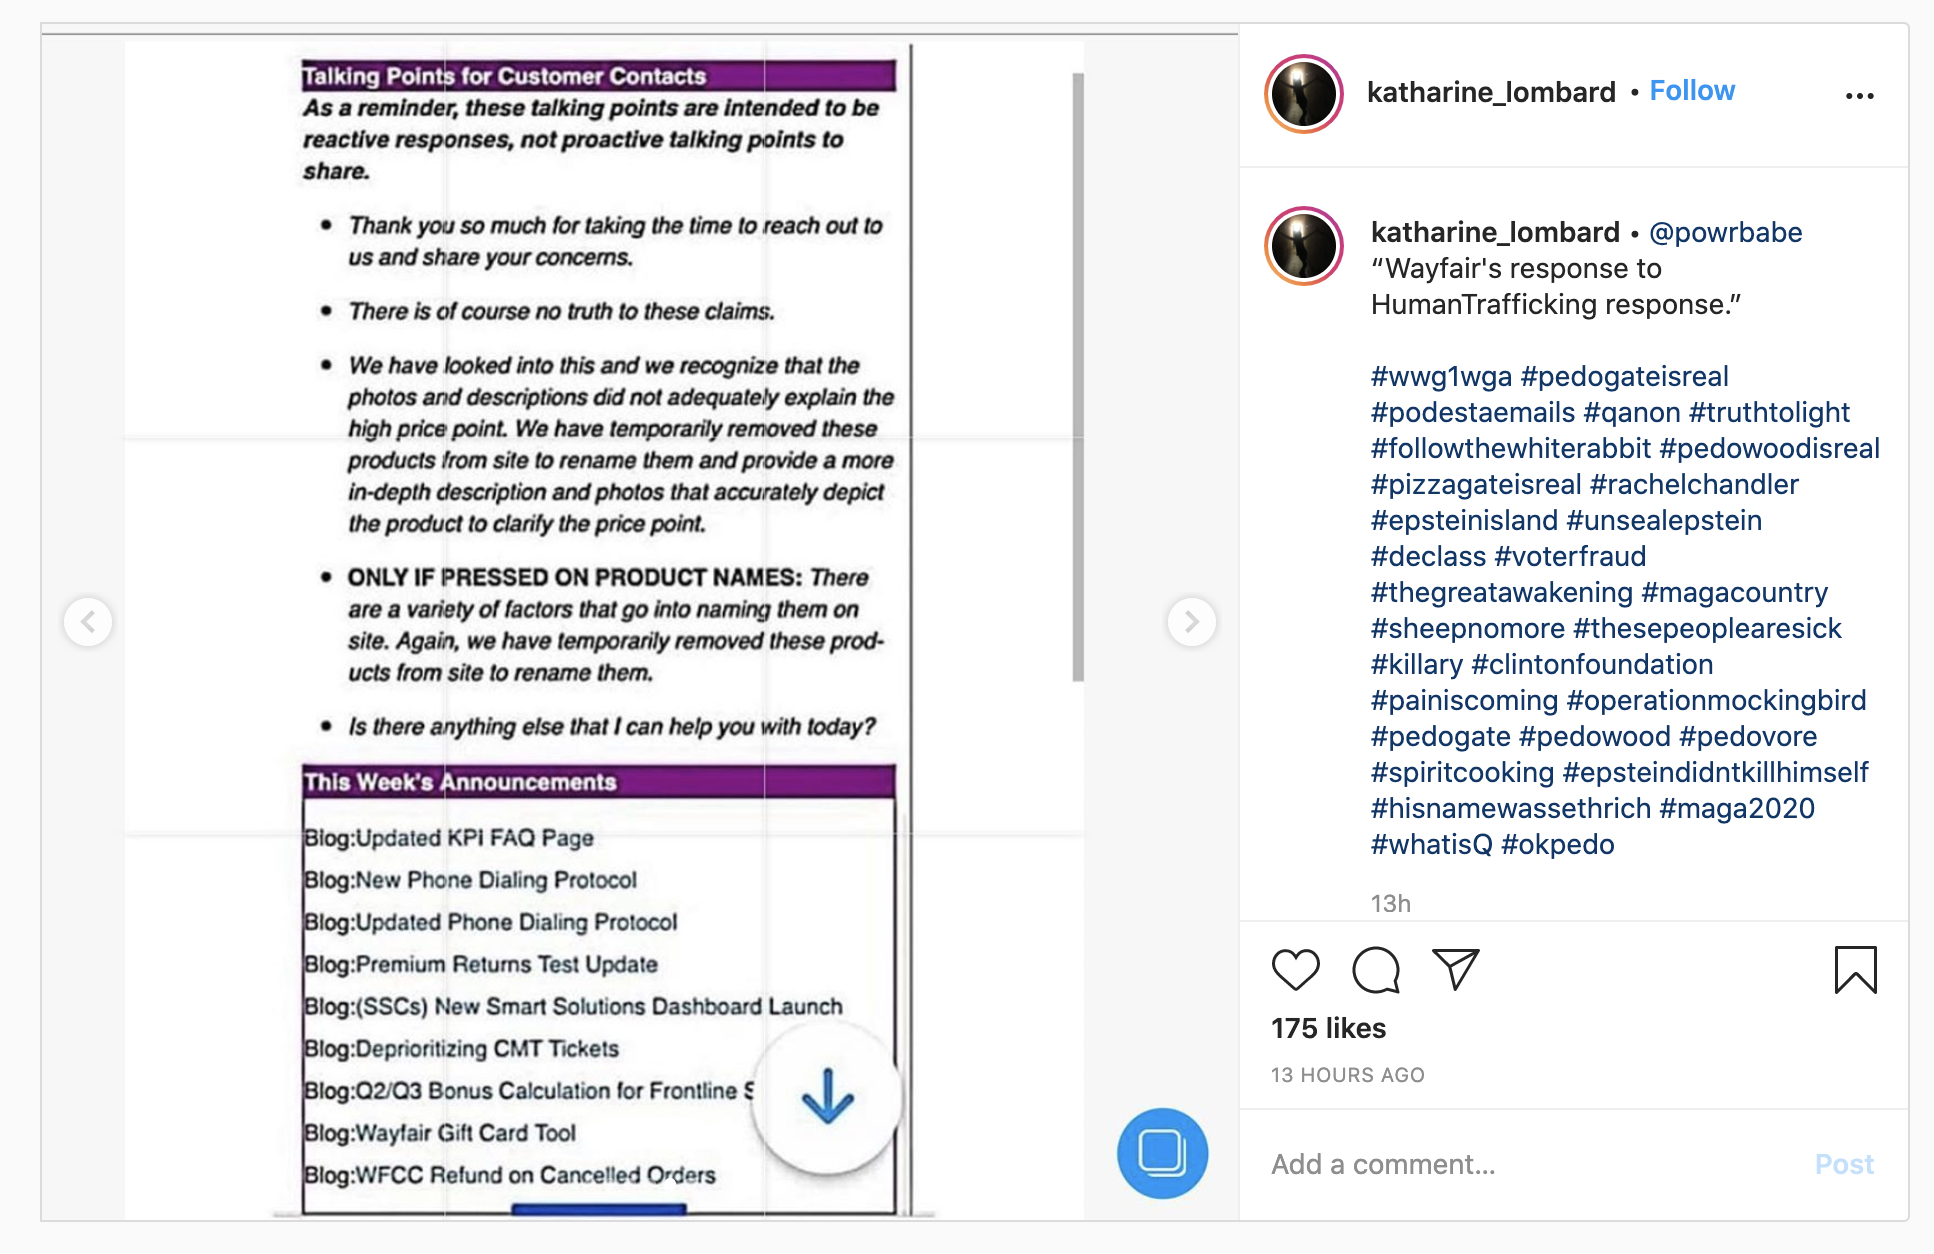 Talking Points for Customer Contacts
As a reminder, these talking points are intended to be
reactive responses, not proactive talking points to
share.
• Thank you so much for taking the time to reach out to
us and share your concerns.
• There is of course no truth to these claims.
• We have looked into this and we recognize that the
photos and descriptions did not adequately explain the
high price point. We have temporarily removed these
products from site to rename them and provide a more
in-depth description and photos that accurately depict
the product to clarify the price point.
• ONLY IF PRESSED ON PRODUCT NAMES: There
are a variety of factors that go into naming them on
site. Again, we have temporarily removed these prod-
ucts from site to rename them.
• Is there anything else that I can help you with today?
This Week's Announcements
Blog:Updated KPI FAQ Page
Blog:New Phone Dialing Protocol
Blog:Updated Phone Dialing Protocol
Blog:Premium Returns Test Update
Blog:(SSCs) New Smart Solutions Dashboard Launch
Blog:Deprioritizing CMT Tickets
Blog:Q2/Q3 Bonus Calculation for Frontline S
Blog:Wayfair Gift Card Tool
Blog:WFCC Refund on Cancelled Orders
katharine_lombard • Follow
katharine_lombard • @powrbabe
“Wayfair's response to
HumanTrafficking response.”
#wwg1wga #pedogateisreal
#podestaemails #qanon #truthtolight
#followthewhiterabbit #pedowoodisreal
#pizzagateisreal #rachelchandler
#epsteinisland #unsealepstein
#declass #voterfraud
#thegreatawakening #magacountry
#sheepnomore #thesepeoplearesick
#killary #clintonfoundation
#painiscoming #operationmockingbird
#pedogate #pedowood #pedovore
#spiritcooking #epsteindidntkillhimself
#hisnamewassethrich #maga2020
#whatisQ #okpedo
13h
175 likes
13 HOURS AGO
Add a comment...
Post